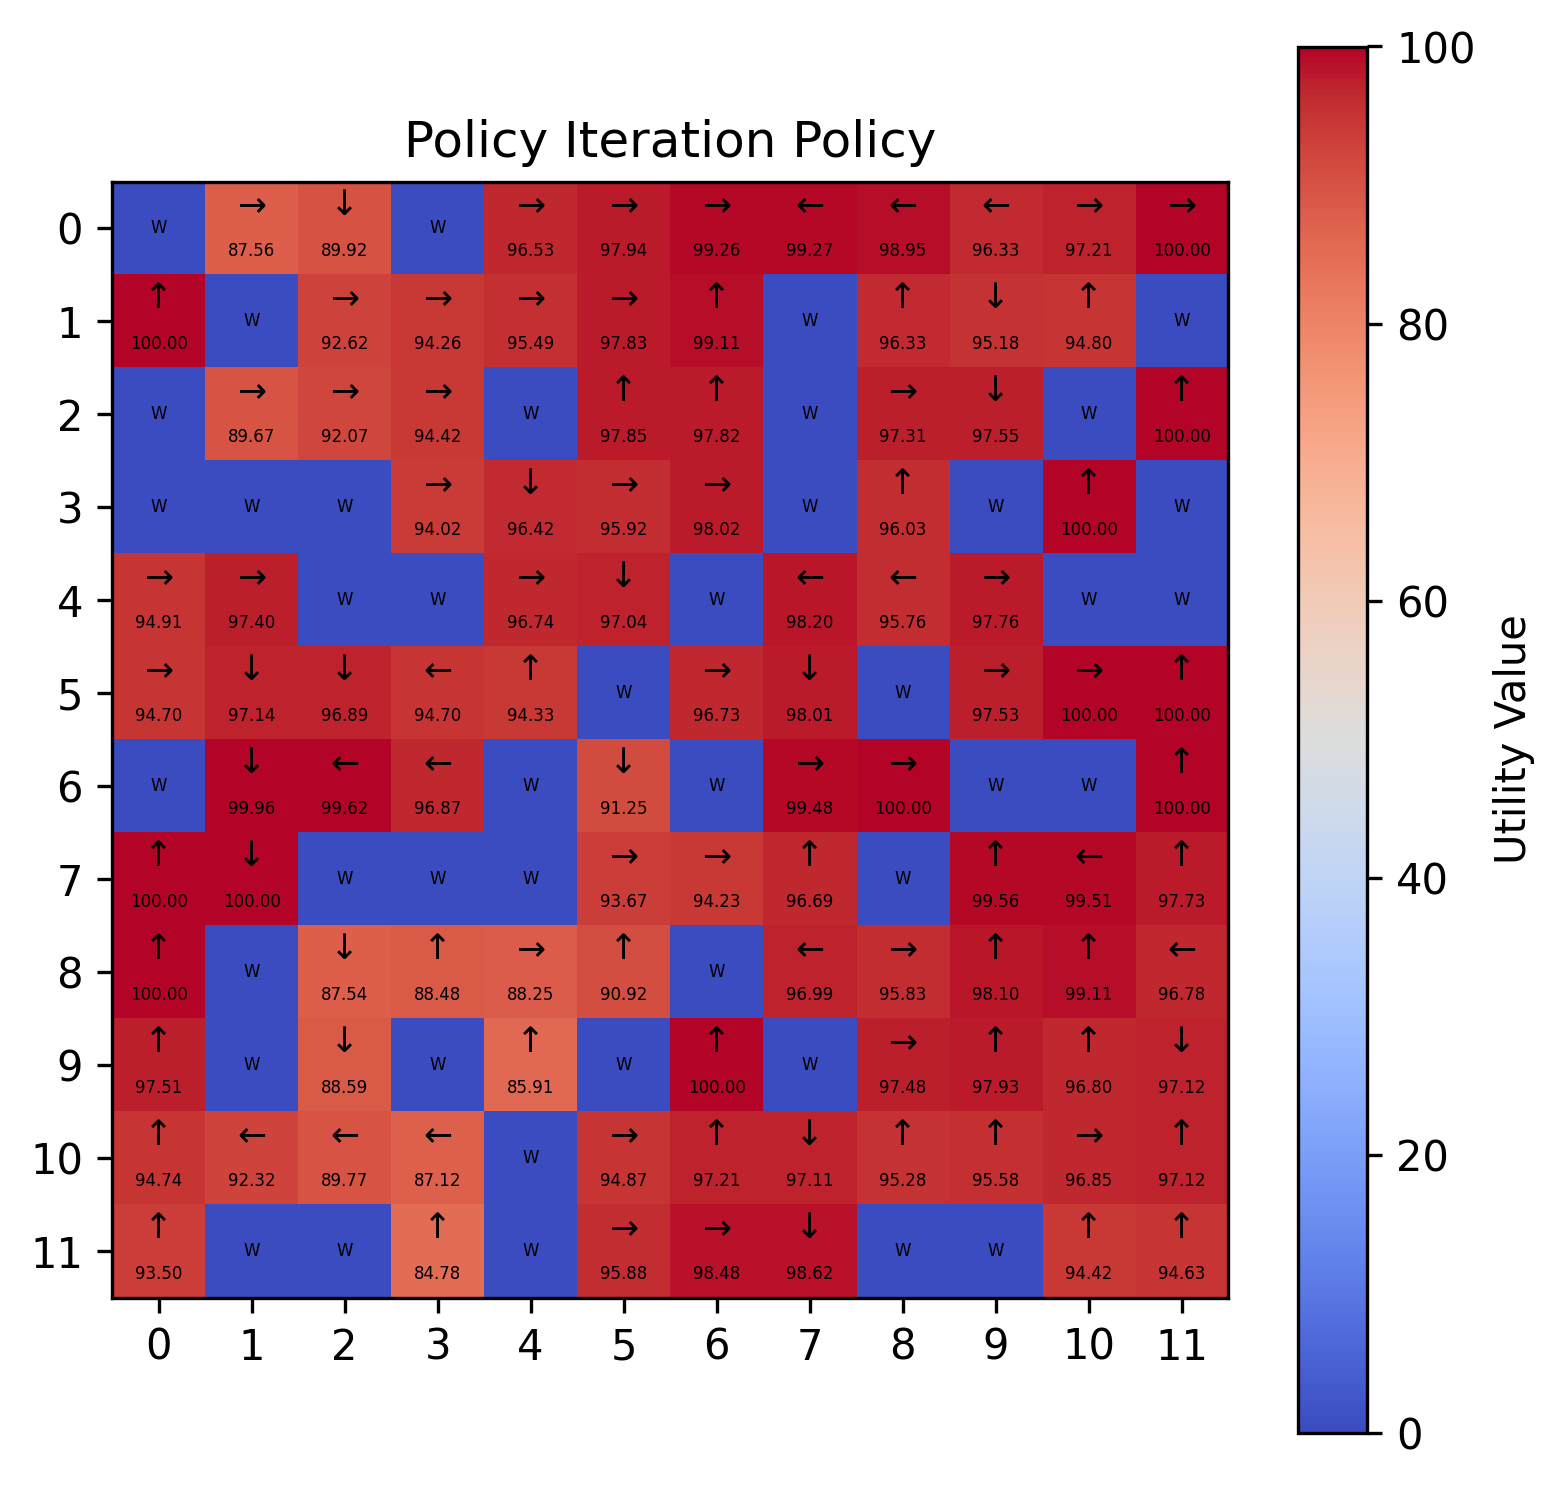 Policy Iteration Policy
0 W → 87.56 ↓ 89.92 W → 96.53 → 97.94 → 99.26 ← 99.27 ← 98.95 ← 96.33 → 97.21 → 100.00
1 ↑ 100.00 W → 92.62 → 94.26 → 95.49 → 97.83 ↑ 99.11 W ↑ 96.33 ↓ 95.18 ↑ 94.80 W
2 W → 89.67 → 92.07 → 94.42 W ↑ 97.85 ↑ 97.82 W → 97.31 ↓ 97.55 W ↑ 100.00
3 W W W → 94.02 ↓ 96.42 → 95.92 → 98.02 W ↑ 96.03 W ↑ 100.00 W
4 → 94.91 → 97.40 W W → 96.74 ↓ 97.04 W ← 98.20 ← 95.76 → 97.76 W W
5 → 94.70 ↓ 97.14 ↓ 96.89 ← 94.70 ↑ 94.33 W → 96.73 ↓ 98.01 W → 97.53 → 100.00 ↑ 100.00
6 W ↓ 99.96 ← 99.62 ← 96.87 W ↓ 91.25 W → 99.48 → 100.00 W W ↑ 100.00
7 ↑ 100.00 ↓ 100.00 W W W → 93.67 → 94.23 ↑ 96.69 W ↑ 99.56 ← 99.51 ↑ 97.73
8 ↑ 100.00 W ↓ 87.54 ↑ 88.48 → 88.25 ↑ 90.92 W ← 96.99 → 95.83 ↑ 98.10 ↑ 99.11 ← 96.78
9 ↑ 97.51 W ↓ 88.59 W ↑ 85.91 W ↑ 100.00 W → 97.48 ↑ 97.93 ↑ 96.80 ↓ 97.12
10 ↑ 94.74 ← 92.32 ← 89.77 ← 87.12 W → 94.87 ↑ 97.21 ↓ 97.11 ↑ 95.28 ↑ 95.58 → 96.85 ↑ 97.12
11 ↑ 93.50 W W ↑ 84.78 W → 95.88 → 98.48 ↓ 98.62 W W ↑ 94.42 ↑ 94.63
0 1 2 3 4 5 6 7 8 9 10 11
100
80
60
40
20
0
Utility Value